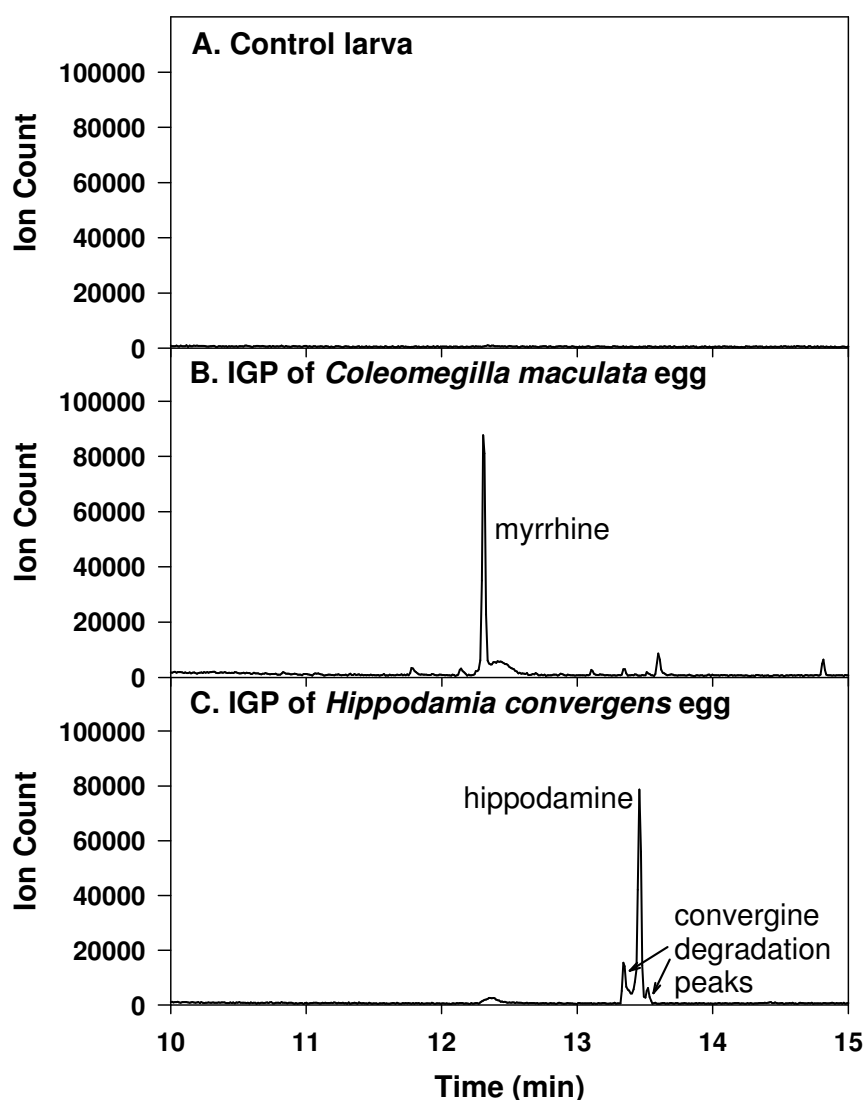 A. Control larva
100000
80000
60000
40000
20000
0
Ion Count
B. IGP of Coleomegilla maculata egg
100000
80000
60000
40000
20000
0
Ion Count
myrrhine
C. IGP of Hippodamia convergens egg
100000
80000
60000
40000
20000
0
Ion Count
hippodamine
convergine
degradation
peaks
10 11 12 13 14 15
Time (min)